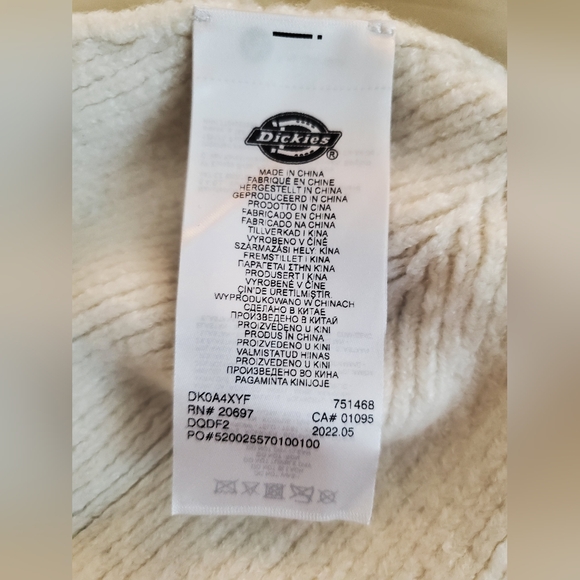 Dickies®
MADE IN CHINA
FABRIQUÉ EN CHINE
HERGESTELLT IN CHINA
GEPRODUCEERD IN CHINA
PRODOTTO IN CINA
FABRICADO EN CHINA
FABRICADO NA CHINA
TILLVERKAD I KINA
VYROBENO V ČÍNĚ
SZÁRMAZÁSI HELY: KÍNA
FREMSTILLET I KINA
ΠΑΡΑΓΕΤΑΙ ΣΤΗΝ ΚΙΝΑ
PRODUSERT I KINA
VYROBENÉ V ČÍNE
ÇİN'DE ÜRETİLMİŞTİR.
WYPRODUKOWANO W CHINACH
СДЕЛАНО В КИТАЕ
ПРОИЗВЕДЕНО В КИТАЙ
PROIZVEDENO U KINI
PRODUS ÎN CHINA
PROIZVEDENO U KINI
VALMISTATUD HIINAS
PROIZVEDENO U KINI
ПРОИЗВЕДЕНО ВО КИНА
PAGAMINTA KINIJOJE
DK0A4XYF 751468
RN# 20697 CA# 01095
DQDF2 2022.05
PO#520025570100100